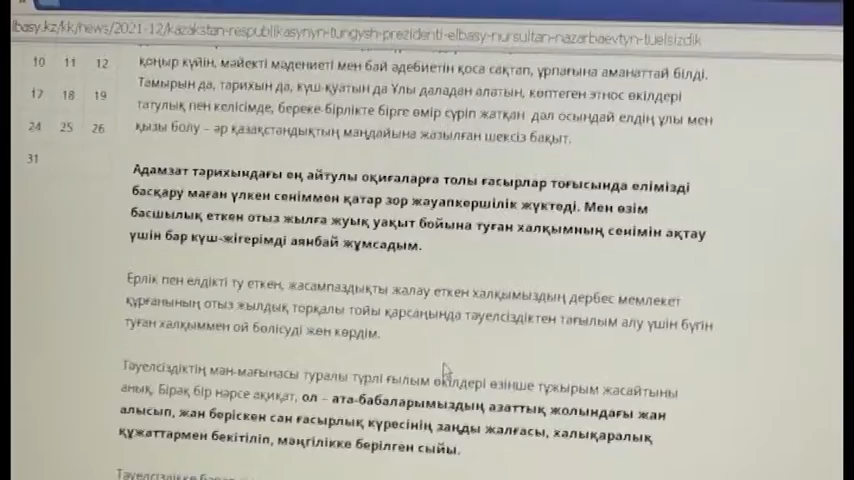 lbasy.kz/kk/news/2021-12/kazakstan-respublikasynyn-tungysh-prezidenti-elbasy-nursultan-nazarbaevtyn-tuelsizdik
10 11 12
17 18 19
24 25 26
31
қоңыр күйін, мәйекті мәдениеті мен бай әдебиетін қоса сақтап, ұрпағына аманаттай білді.
Тамырын да, тарихын да, күш-қуатын да Ұлы даладан алатын, көптеген этнос өкілдері
татулық пен келісімде, береке-бірлікте бірге өмір сүріп жатқан дәл осындай елдің ұлы мен
қызы болу – әр қазақстандықтың маңдайына жазылған шексіз бақыт.
Адамзат тарихындағы ең айтулы оқиғаларға толы ғасырлар тоғысында елімізді
басқару маған үлкен сеніммен қатар зор жауапкершілік жүктеді. Мен өзім
басшылық еткен отыз жылға жуық уақыт бойына туған халқымның сенімін ақтау
үшін бар күш-жігерімді аянбай жұмсадым.
Ерлік пен елдікті ту еткен, жасампаздықты жалау еткен халқымыздың дербес мемлекет
құрғанының отыз жылдық торқалы тойы қарсаңында тәуелсіздіктен тағылым алу үшін бүгін
туған халқыммен ой бөлісуді жөн көрдім.
Тәуелсіздіктің мән-мағынасы туралы түрлі ғылым өкілдері өзінше тұжырым жасайтыны
анық. Бірақ бір нәрсе ақиқат, ол – ата-бабаларымыздың азаттық жолындағы жан
алысып, жан беріскен сан ғасырлық күресінің заңды жалғасы, халықаралық
құжаттармен бекітіліп, мәңгілікке берілген сыйы.